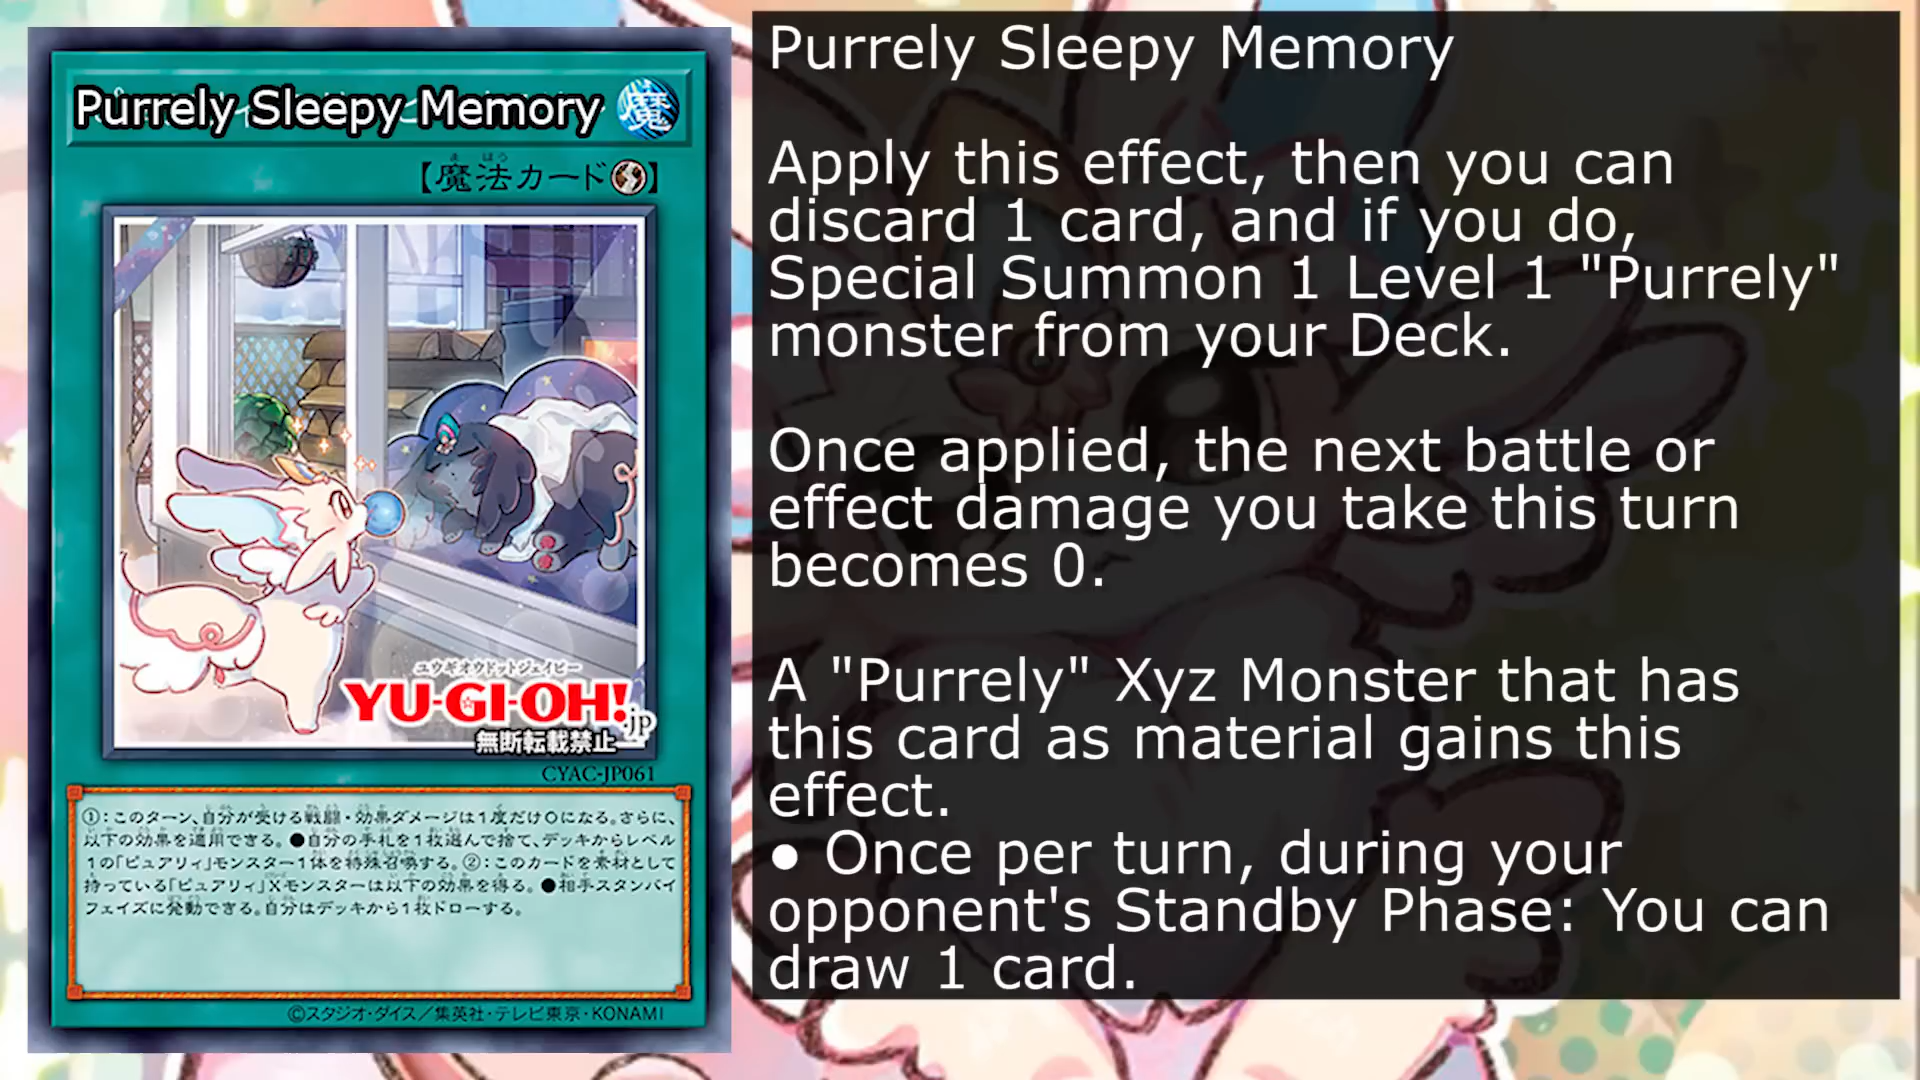 Purrely Sleepy Memory
魔
【魔法カード】
ユウギオウドットジェイピー
YU-GI-OH!.jp
無断転載禁止
CYAC-JP061
①：このターン、自分が受ける戦闘・効果ダメージは1度だけ0になる。さらに、
以下の効果を適用できる。●自分の手札を1枚選んで捨て、デッキからレベル
1の「ピュアリィ」モンスター1体を特殊召喚する。②：このカードを素材として
持っている「ピュアリィ」Xモンスターは以下の効果を得る。●相手スタンバイ
フェイズに発動できる。自分はデッキから1枚ドローする。
©スタジオ・ダイス／集英社・テレビ東京・KONAMI
Purrely Sleepy Memory
Apply this effect, then you can
discard 1 card, and if you do,
Special Summon 1 Level 1 "Purrely"
monster from your Deck.
Once applied, the next battle or
effect damage you take this turn
becomes 0.
A "Purrely" Xyz Monster that has
this card as material gains this
effect.
● Once per turn, during your
opponent's Standby Phase: You can
draw 1 card.